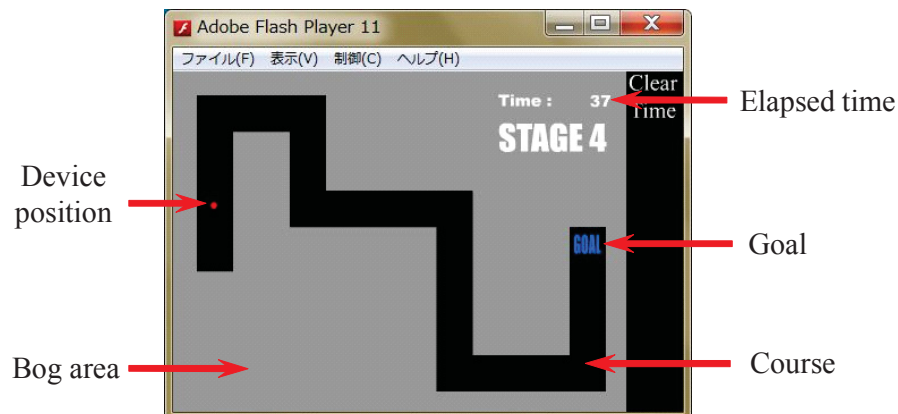 Adobe Flash Player 11
ファイル(F) 表示(V) 制御(C) ヘルプ(H)
Clear
Time
Time : 37
STAGE 4
Elapsed time
Device
position
GOAL
Goal
Bog area
Course